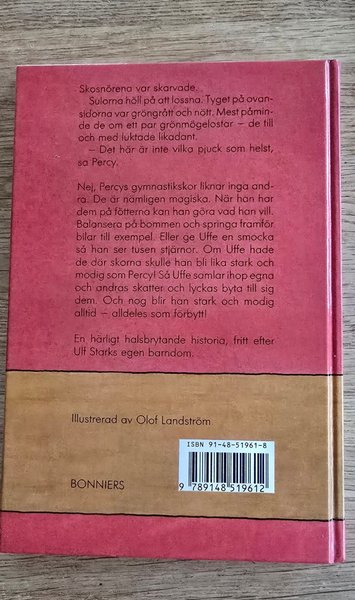 Skosnörena var skarvade.
Sulorna höll på att lossna. Tyget på ovan-
sidorna var gröngrått och nött. Mest påmin-
de de om ett par grönmögelostar – de till
och med luktade likadant.
– Det här är inte vilka pjuck som helst,
sa Percy.
Nej, Percys gymnastikskor liknar inga and-
ra. De är nämligen magiska. När han har
dem på fötterna kan han göra vad han vill.
Balansera på bommen och springa framför
bilar till exempel. Eller ge Uffe en smocka
så han ser tusen stjärnor. Om Uffe hade
de där skorna skulle han bli lika stark och
modig som Percy! Så Uffe samlar ihop egna
och andras skatter och lyckas byta till sig
dem. Och nog blir han stark och modig
alltid – alldeles som förbytt!
En härligt halsbrytande historia, fritt efter
Ulf Starks egen barndom.
Illustrerad av Olof Landström
ISBN 91-48-51961-8
BONNIERS
9 789148 519612